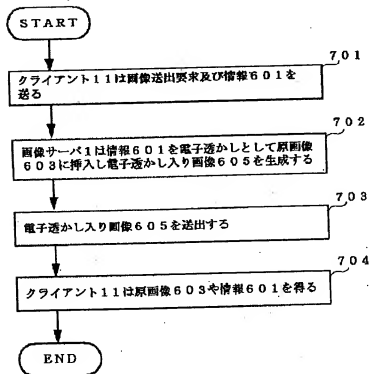 START
701
クライアント11は画像送出要求及び情報601を
送る
702
画像サーバ1は情報601を電子透かしとして原画像
603に挿入し電子透かし入り画像605を生成する
703
電子透かし入り画像605を送出する
704
クライアント11は原画像603や情報601を得る
END